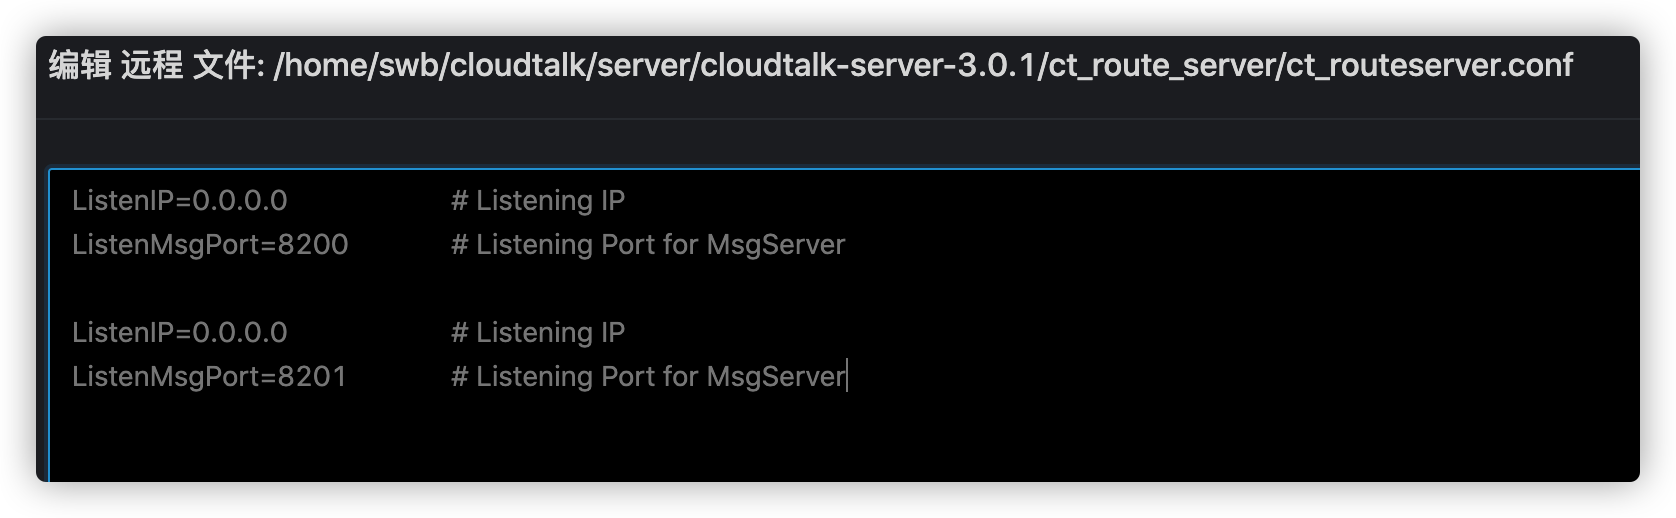 编辑 远程 文件: /home/swb/cloudtalk/server/cloudtalk-server-3.0.1/ct_route_server/ct_routeserver.conf
ListenIP=0.0.0.0 # Listening IP
ListenMsgPort=8200 # Listening Port for MsgServer
ListenIP=0.0.0.0 # Listening IP
ListenMsgPort=8201 # Listening Port for MsgServer